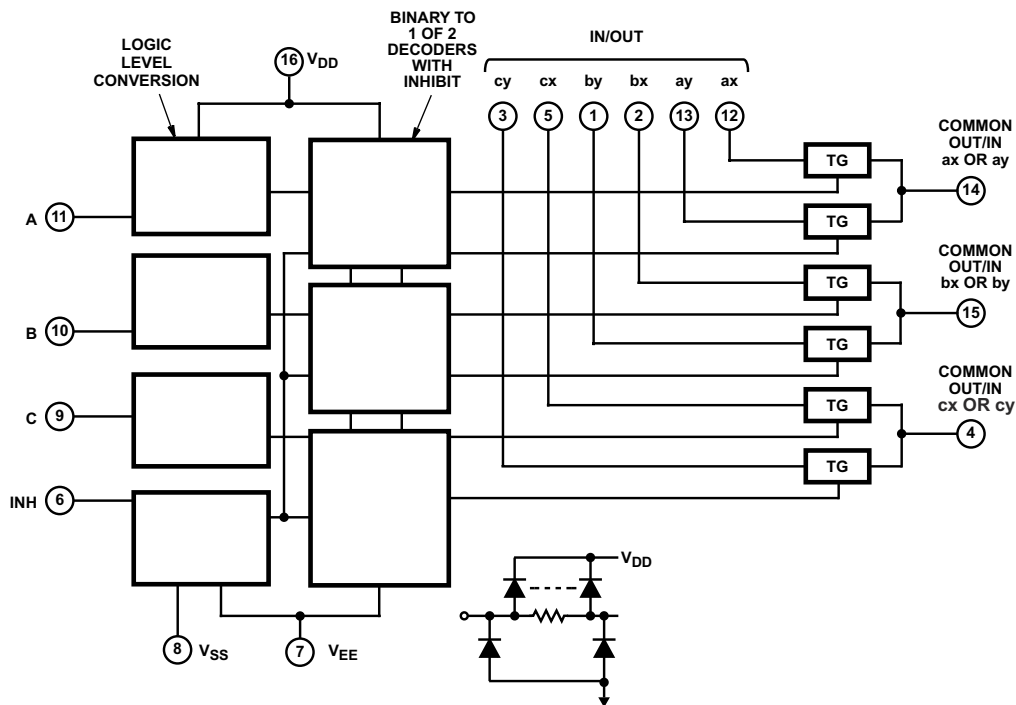 LOGIC
LEVEL
CONVERSION
16 VDD
BINARY TO
1 OF 2
DECODERS
WITH
INHIBIT
IN/OUT
cy cx by bx ay ax
3 5 1 2 13 12
COMMON
OUT/IN
ax OR ay
14
TG
TG
A 11
COMMON
OUT/IN
bx OR by
15
TG
TG
B 10
COMMON
OUT/IN
cx OR cy
4
TG
TG
C 9
INH 6
8 VSS
7 VEE
VDD